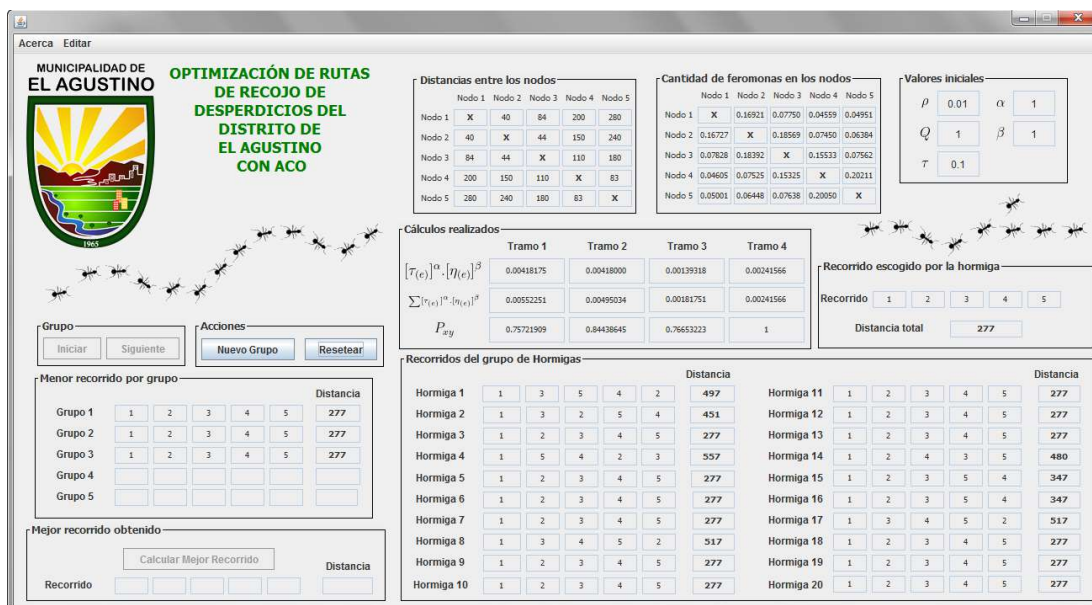 Acerca Editar
MUNICIPALIDAD DE
EL AGUSTINO
1965
OPTIMIZACIÓN DE RUTAS
DE RECOJO DE
DESPERDICIOS DEL
DISTRITO DE
EL AGUSTINO
CON ACO
Distancias entre los nodos
Nodo 1 Nodo 2 Nodo 3 Nodo 4 Nodo 5
Nodo 1 X 40 84 200 280
Nodo 2 40 X 44 150 240
Nodo 3 84 44 X 110 180
Nodo 4 200 150 110 X 83
Nodo 5 280 240 180 83 X
Cantidad de feromonas en los nodos
Nodo 1 Nodo 2 Nodo 3 Nodo 4 Nodo 5
Nodo 1 X 0.16921 0.07750 0.04559 0.04951
Nodo 2 0.16727 X 0.18569 0.07450 0.06384
Nodo 3 0.07828 0.18392 X 0.15533 0.07562
Nodo 4 0.04605 0.07525 0.15325 X 0.20211
Nodo 5 0.05001 0.06448 0.07638 0.20050 X
Valores iniciales
ρ 0.01 α 1
Q 1 β 1
τ 0.1
Cálculos realizados
Tramo 1 Tramo 2 Tramo 3 Tramo 4
[τ(e)]^α.[η(e)]^β 0.00418175 0.00418000 0.00139318 0.00241566
∑[τ(e)]^α.[η(e)]^β 0.00552251 0.00495034 0.00181751 0.00241566
Pxy 0.75721909 0.84438645 0.76653223 1
Recorrido escogido por la hormiga
Recorrido 1 2 3 4 5
Distancia total 277
Grupo
Iniciar Siguiente
Acciones
Nuevo Grupo Resetear
Menor recorrido por grupo
Distancia
Grupo 1 1 2 3 4 5 277
Grupo 2 1 2 3 4 5 277
Grupo 3 1 2 3 4 5 277
Grupo 4
Grupo 5
Mejor recorrido obtenido
Calcular Mejor Recorrido Distancia
Recorrido
Recorridos del grupo de Hormigas
Distancia
Hormiga 1 1 3 5 4 2 497
Hormiga 2 1 3 2 5 4 451
Hormiga 3 1 2 3 4 5 277
Hormiga 4 1 5 4 2 3 557
Hormiga 5 1 2 3 4 5 277
Hormiga 6 1 2 3 4 5 277
Hormiga 7 1 2 3 4 5 277
Hormiga 8 1 3 4 5 2 517
Hormiga 9 1 2 3 4 5 277
Hormiga 10 1 2 3 4 5 277
Distancia
Hormiga 11 1 2 3 4 5 277
Hormiga 12 1 2 3 4 5 277
Hormiga 13 1 2 3 4 5 277
Hormiga 14 1 2 4 3 5 480
Hormiga 15 1 2 3 5 4 347
Hormiga 16 1 2 3 5 4 347
Hormiga 17 1 3 4 5 2 517
Hormiga 18 1 2 3 4 5 277
Hormiga 19 1 2 3 4 5 277
Hormiga 20 1 2 3 4 5 277